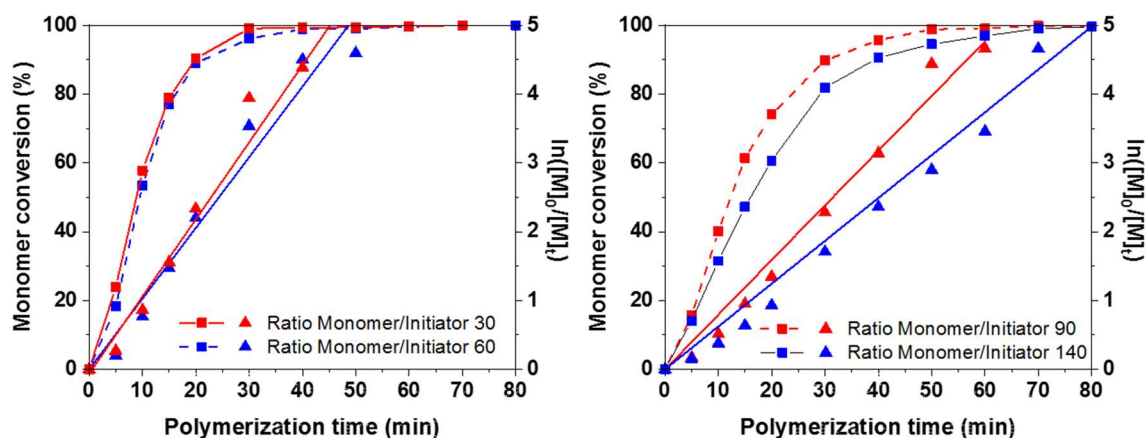 Monomer conversion (%)
100
80
60
40
20
0
0 10 20 30 40 50 60 70 80
Polymerization time (min)
5
4
3
2
1
0
ln([M]₀/[M]ₜ)
Ratio Monomer/Initiator 30
Ratio Monomer/Initiator 60
Monomer conversion (%)
100
80
60
40
20
0
0 10 20 30 40 50 60 70 80
Polymerization time (min)
5
4
3
2
1
0
ln([M]₀/[M]ₜ)
Ratio Monomer/Initiator 90
Ratio Monomer/Initiator 140